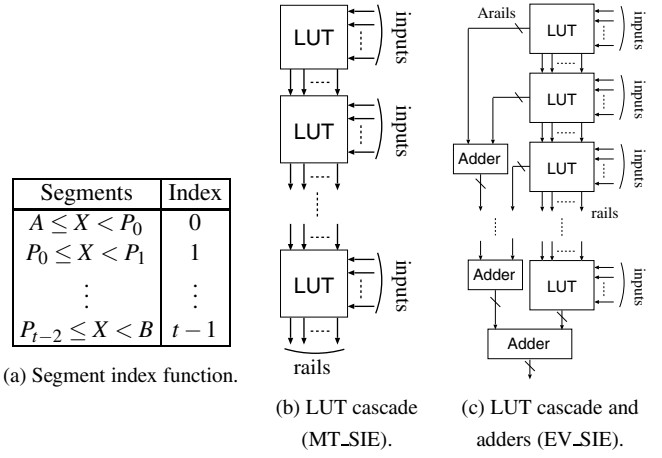 Segments Index
A ≤ X < P₀ 0
P₀ ≤ X < P₁ 1
⋮ ⋮
Pₜ₋₂ ≤ X < B t − 1
(a) Segment index function.
LUT
inputs
LUT
inputs
LUT
inputs
rails
(b) LUT cascade
(MT_SIE).
Arails
LUT
inputs
LUT
inputs
Adder
LUT
inputs
rails
Adder
LUT
inputs
Adder
(c) LUT cascade and
adders (EV_SIE).